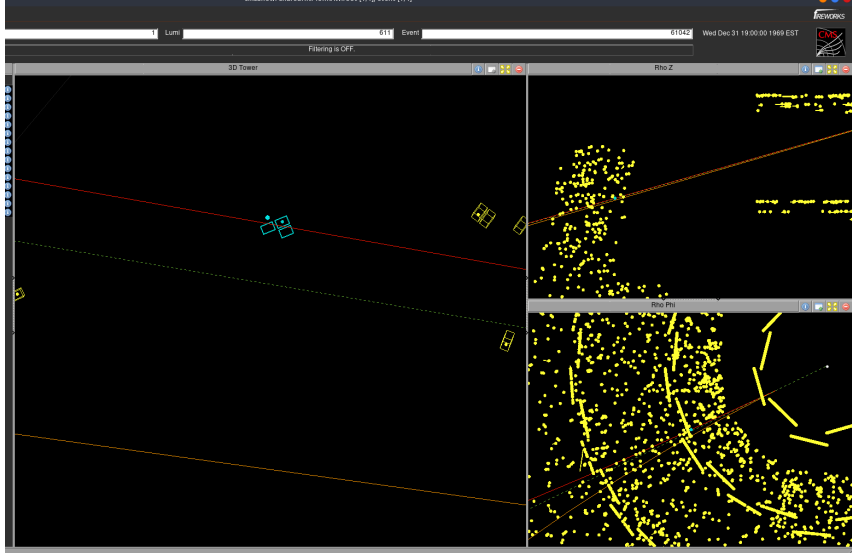 FIREWORKS
1 Lumi 611 Event 61042 Wed Dec 31 19:00:00 1969 EST
CMS
Filtering is OFF.
3D Tower
Rho Z
Rho Phi